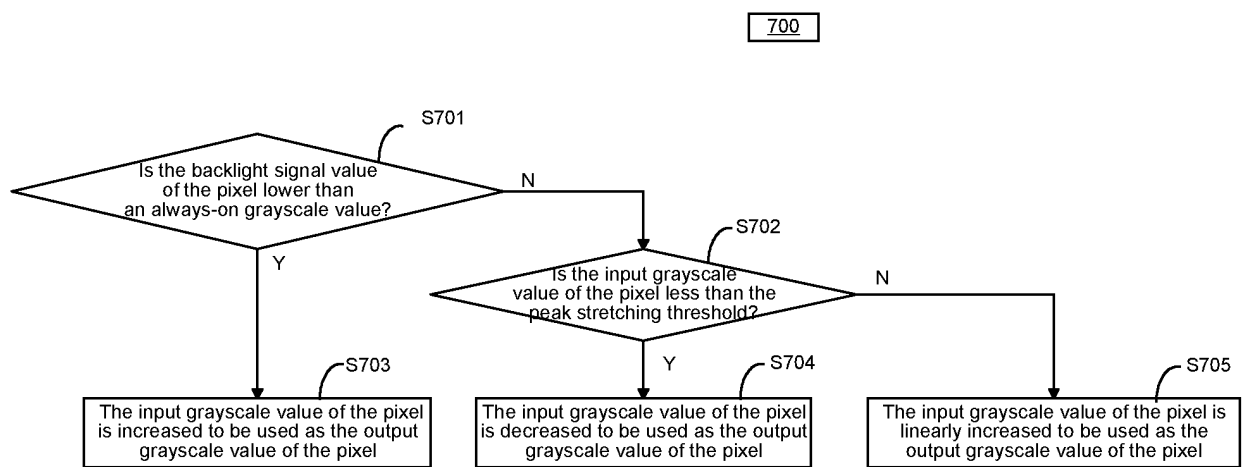 700
S701
Is the backlight signal value
of the pixel lower than
an always-on grayscale value?
N
Y
S702
Is the input grayscale
value of the pixel less than the
peak stretching threshold?
N
Y
S703
The input grayscale value of the pixel
is increased to be used as the output
grayscale value of the pixel
S704
The input grayscale value of the pixel
is decreased to be used as the output
grayscale value of the pixel
S705
The input grayscale value of the pixel is
linearly increased to be used as the
output grayscale value of the pixel